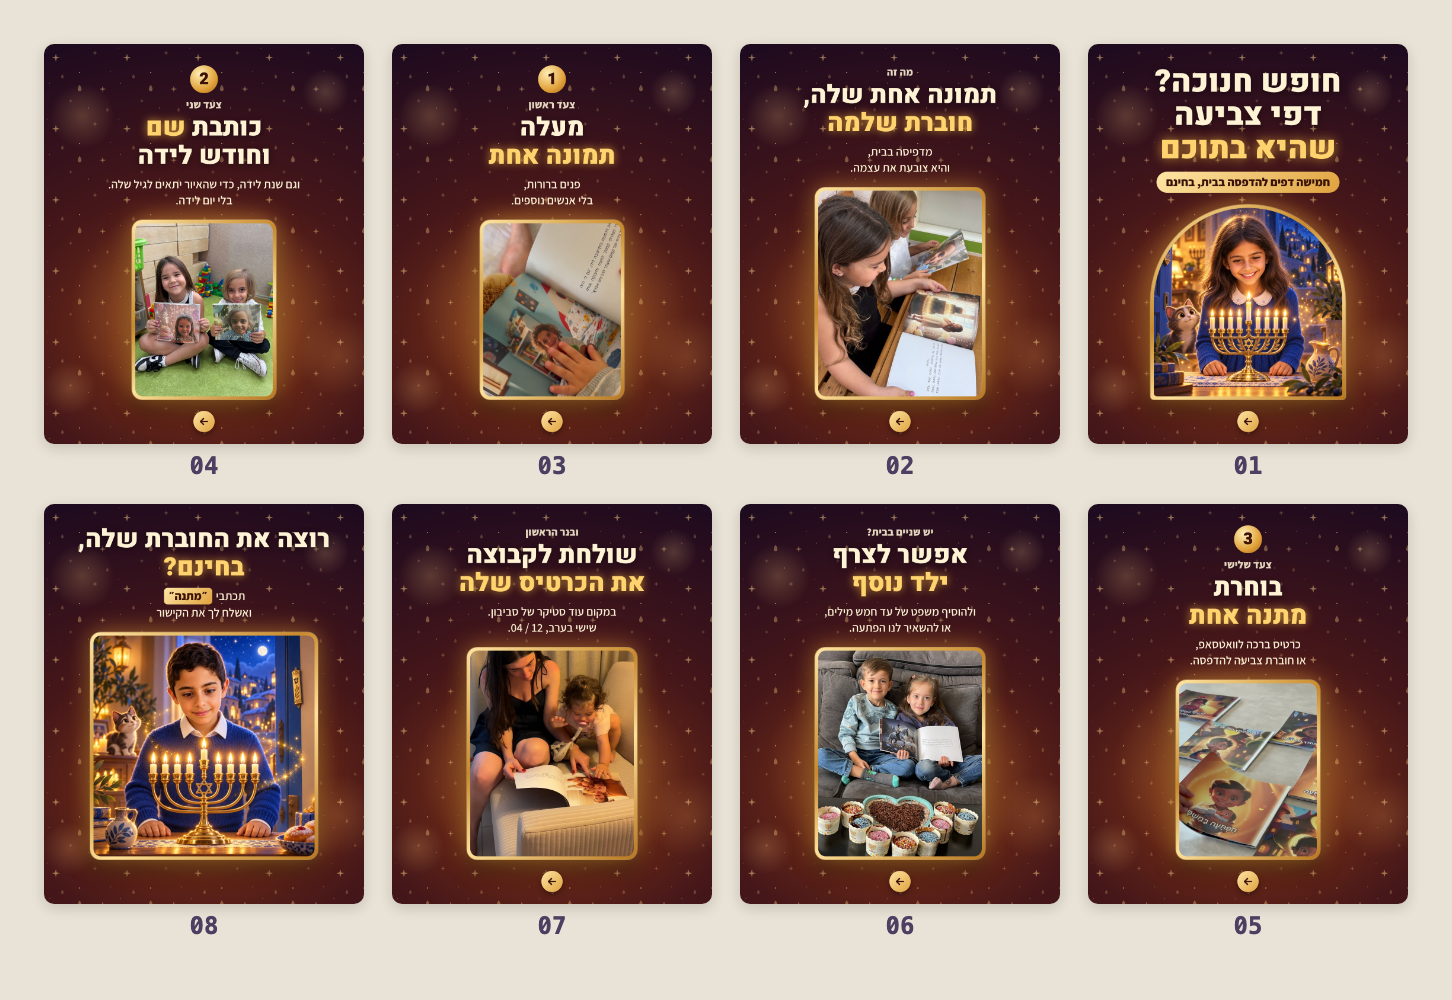 חופש חנוכה?
דפי צביעה
שהיא בתוכם
חמישה דפים להדפסה בבית, בחינם
01
מה זה
תמונה אחת שלה,
חוברת שלמה
מדפיסה בבית,
והיא צובעת את עצמה.
02
1
צעד ראשון
מעלה
תמונה אחת
פנים ברורות,
בלי אנשים נוספים.
03
2
צעד שני
כותבת שם
וחודש לידה
וגם שנת לידה, כדי שהאיור יתאים לגיל שלה.
בלי יום לידה.
04
3
צעד שלישי
בוחרת
מתנה אחת
כרטיס ברכה לוואטסאפ,
או חוברת צביעה להדפסה.
05
יש שניים בבית?
אפשר לצרף
ילד נוסף
ולהוסיף משפט של עד חמש מילים,
או להשאיר לנו הפתעה.
06
ובנר הראשון
שולחת לקבוצה
את הכרטיס שלה
במקום עוד סטיקר של סביבון.
שישי בערב, 12 / 04.
07
רוצה את החוברת שלה,
בחינם?
תכתבי ״מתנה״
ואשלח לך את הקישור
08